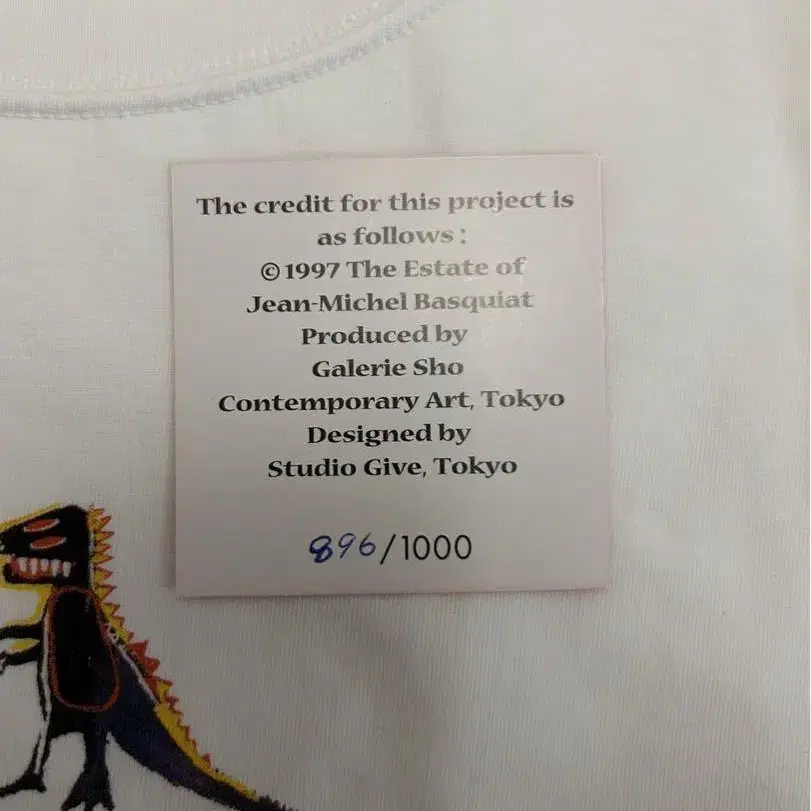 The credit for this project is
as follows :
©1997 The Estate of
Jean-Michel Basquiat
Produced by
Galerie Sho
Contemporary Art, Tokyo
Designed by
Studio Give, Tokyo
896/1000